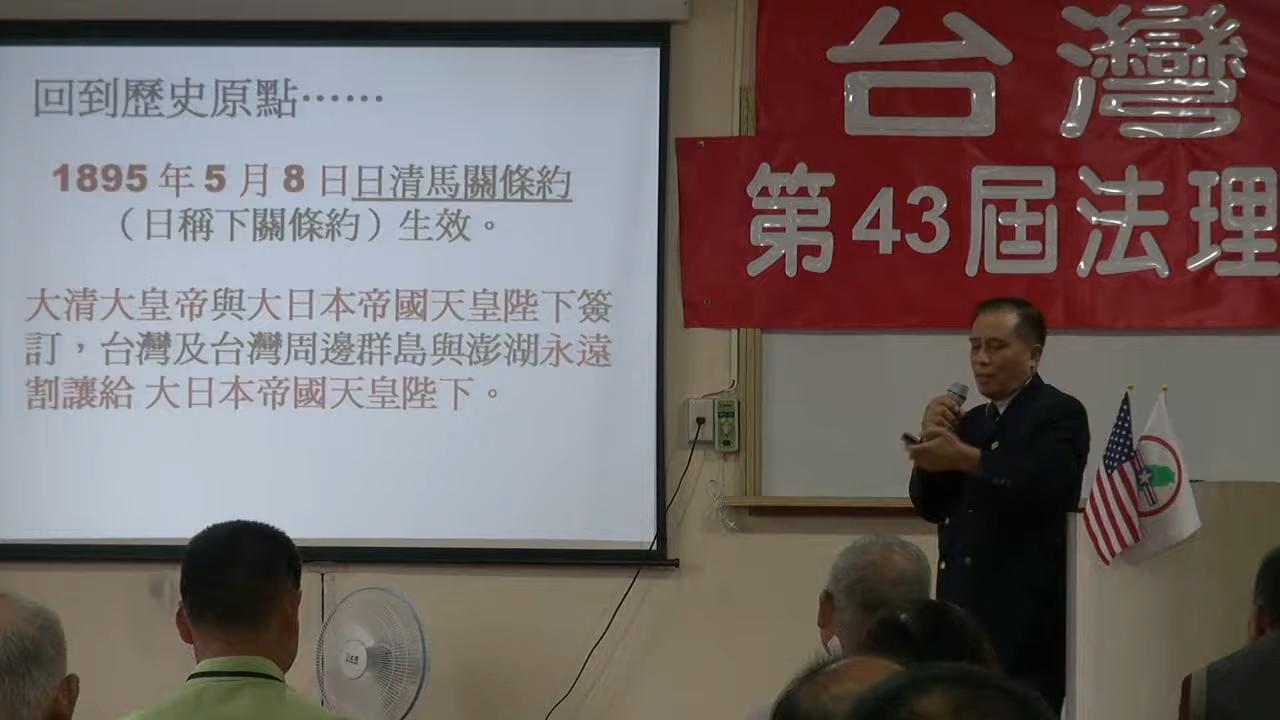 回到歷史原點……
1895 年 5 月 8 日日清馬關條約
（日稱下關條約）生效。
大清大皇帝與大日本帝國天皇陛下簽
訂，台灣及台灣周邊群島與澎湖永遠
割讓給 大日本帝國天皇陛下。
台灣
第43屆法理